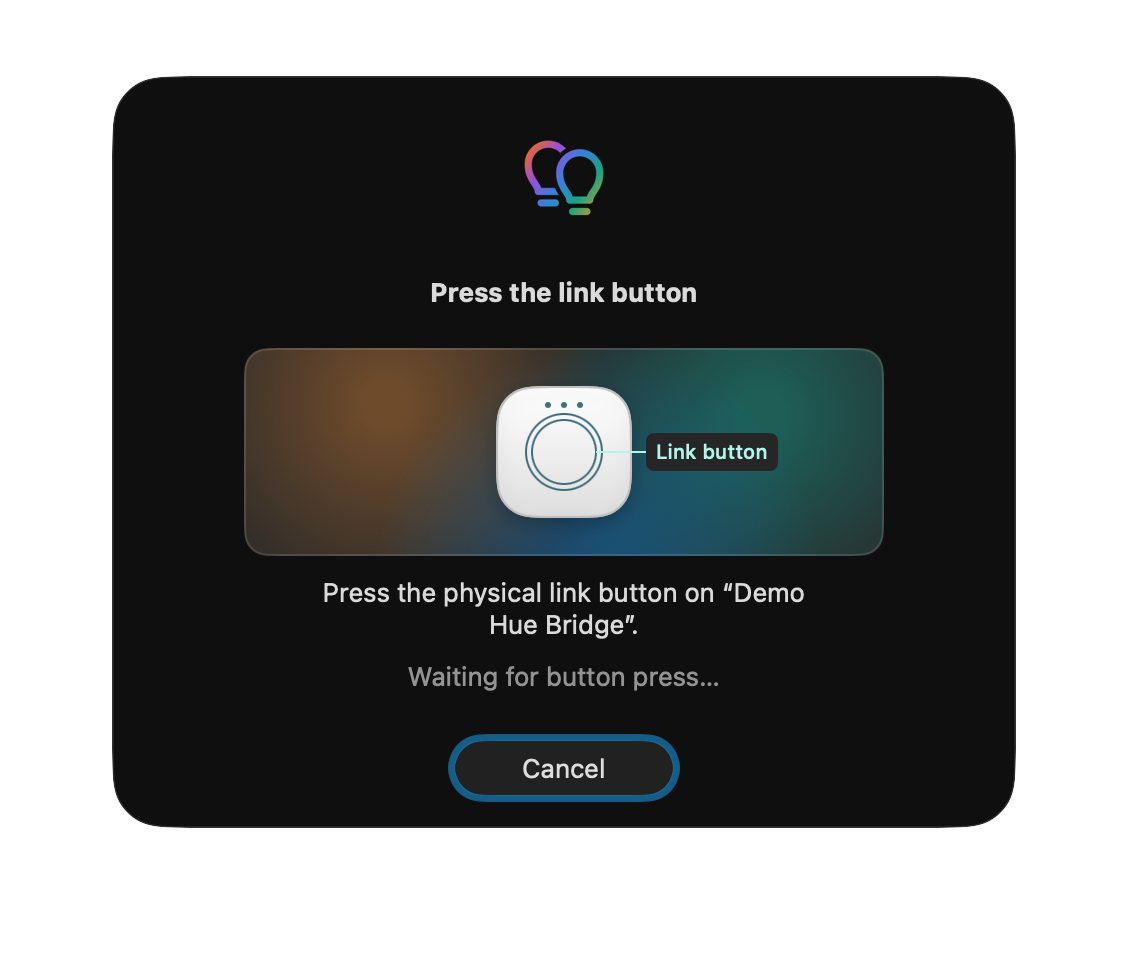 Press the link button
Link button
Press the physical link button on “Demo
Hue Bridge”.
Waiting for button press...
Cancel